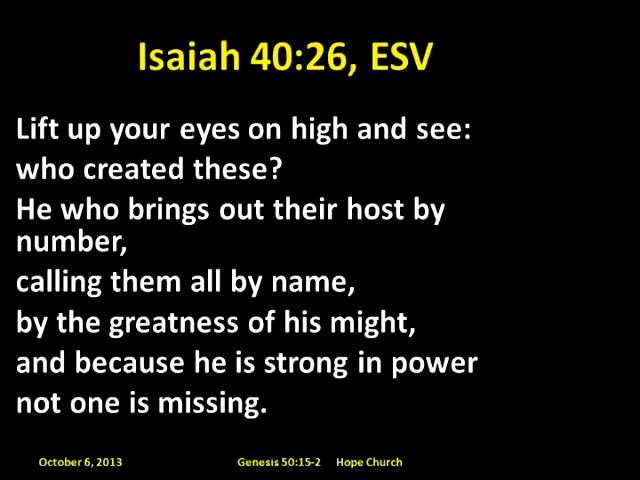 Isaiah 40:26, ESV
Lift up your eyes on high and see:
who created these?
He who brings out their host by
number,
calling them all by name,
by the greatness of his might,
and because he is strong in power
not one is missing.
October 6, 2013 Genesis 50:15-2 Hope Church